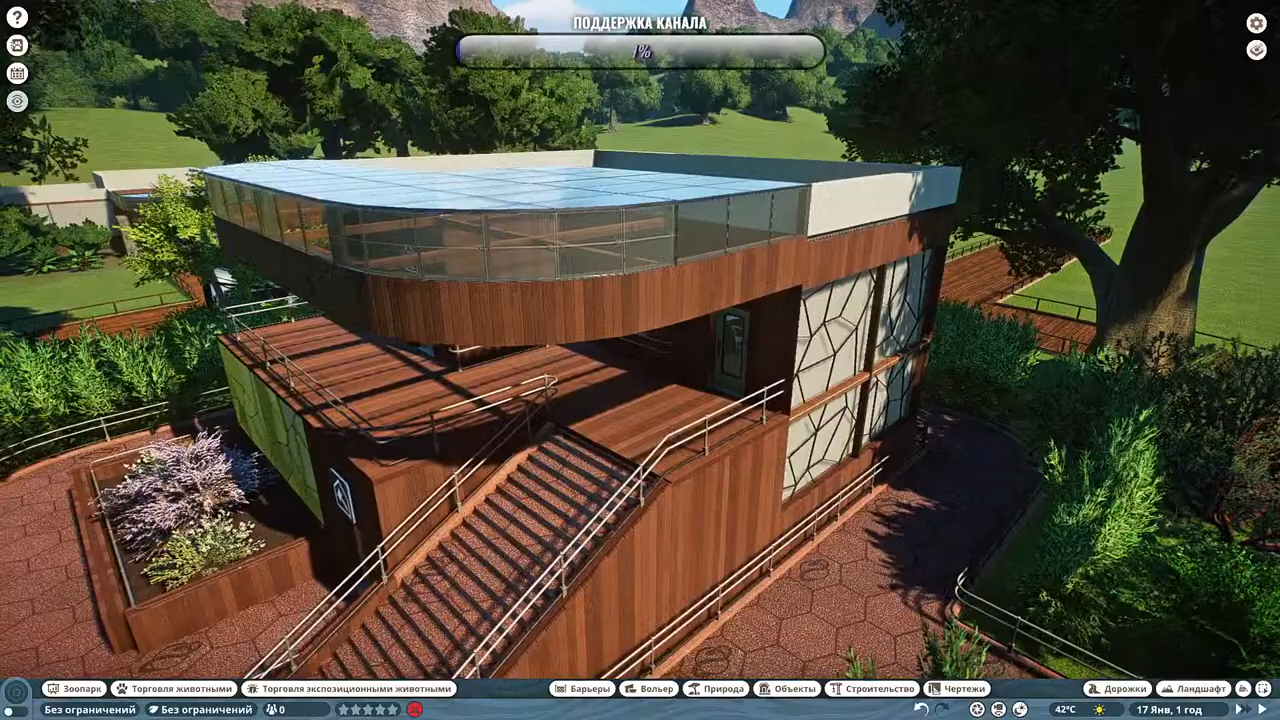 ПОДДЕРЖКА КАНАЛА
1%
Зоопарк
Торговля животными
Торговля экспозиционными животными
Барьеры
Вольер
Природа
Объекты
Строительство
Чертежи
Дорожки
Ландшафт
Без ограничений
Без ограничений
0
42°C
17 Янв, 1 год